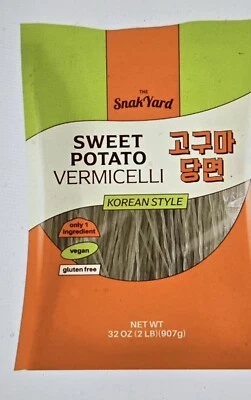 THE
SnakYard
SWEET
POTATO
VERMICELLI
고구마
당면
KOREAN STYLE
only 1
ingredient
vegan
gluten free
NET WT
32 OZ (2 LB)(907g)